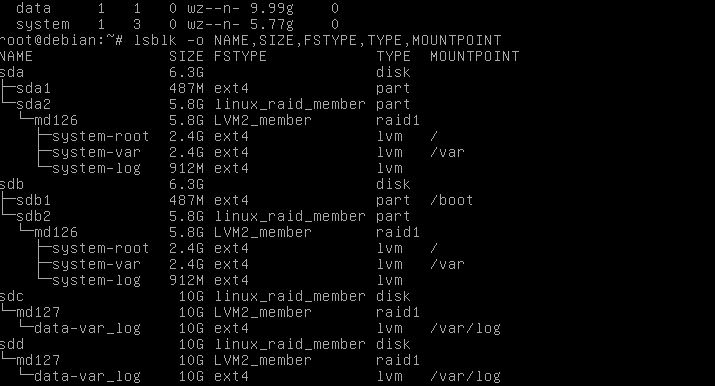 data 1 1 0 wz--n- 9.99g 0
system 1 3 0 wz--n- 5.77g 0
root@debian:~# lsblk -o NAME,SIZE,FSTYPE,TYPE,MOUNTPOINT
NAME SIZE FSTYPE TYPE MOUNTPOINT
sda 6.3G disk
├─sda1 487M ext4 part
└─sda2 5.8G linux_raid_member part
└─md126 5.8G LVM2_member raid1
├─system-root 2.4G ext4 lvm /
├─system-var 2.4G ext4 lvm /var
└─system-log 912M ext4 lvm
sdb 6.3G disk
├─sdb1 487M ext4 part /boot
└─sdb2 5.8G linux_raid_member part
└─md126 5.8G LVM2_member raid1
├─system-root 2.4G ext4 lvm /
├─system-var 2.4G ext4 lvm /var
└─system-log 912M ext4 lvm
sdc 10G linux_raid_member disk
└─md127 10G LVM2_member raid1
└─data-var_log 10G ext4 lvm /var/log
sdd 10G linux_raid_member disk
└─md127 10G LVM2_member raid1
└─data-var_log 10G ext4 lvm /var/log